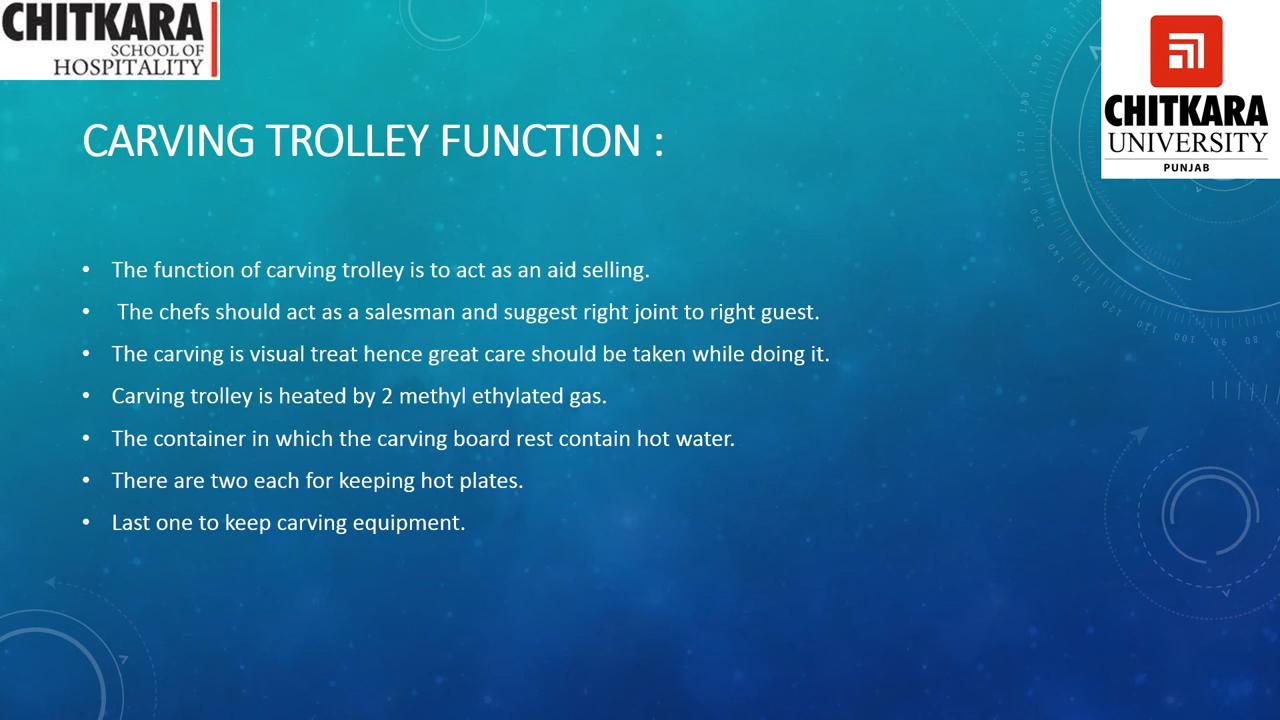 CHITKARA
SCHOOL OF
HOSPITALITY
CHITKARA
UNIVERSITY
PUNJAB
CARVING TROLLEY FUNCTION :
• The function of carving trolley is to act as an aid selling.
• The chefs should act as a salesman and suggest right joint to right guest.
• The carving is visual treat hence great care should be taken while doing it.
• Carving trolley is heated by 2 methyl ethylated gas.
• The container in which the carving board rest contain hot water.
• There are two each for keeping hot plates.
• Last one to keep carving equipment.